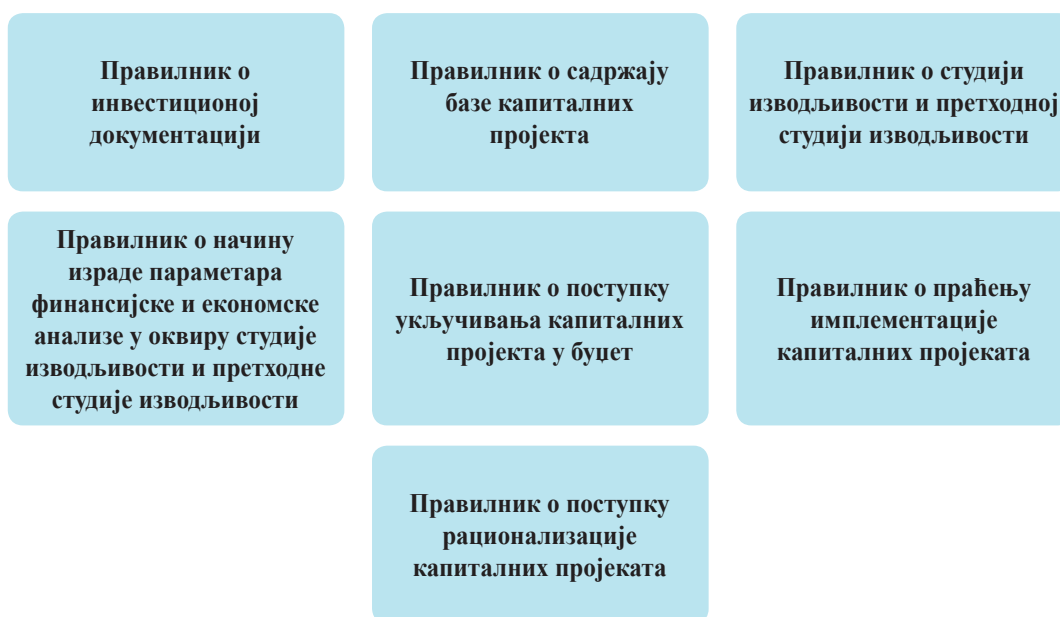 Правилник о
инвестиционој
документацији
Правилник о садржају
базе капиталних
пројекта
Правилник о студији
изводљивости и претходној
студији изводљивости
Правилник о начину
израде параметара
финансијске и економске
анализе у оквиру студије
изводљивости и претходне
студије изводљивости
Правилник о поступку
укључивања капиталних
пројекта у буџет
Правилник о праћењу
имплементације
капиталних пројеката
Правилник о поступку
рационализације
капиталних пројеката